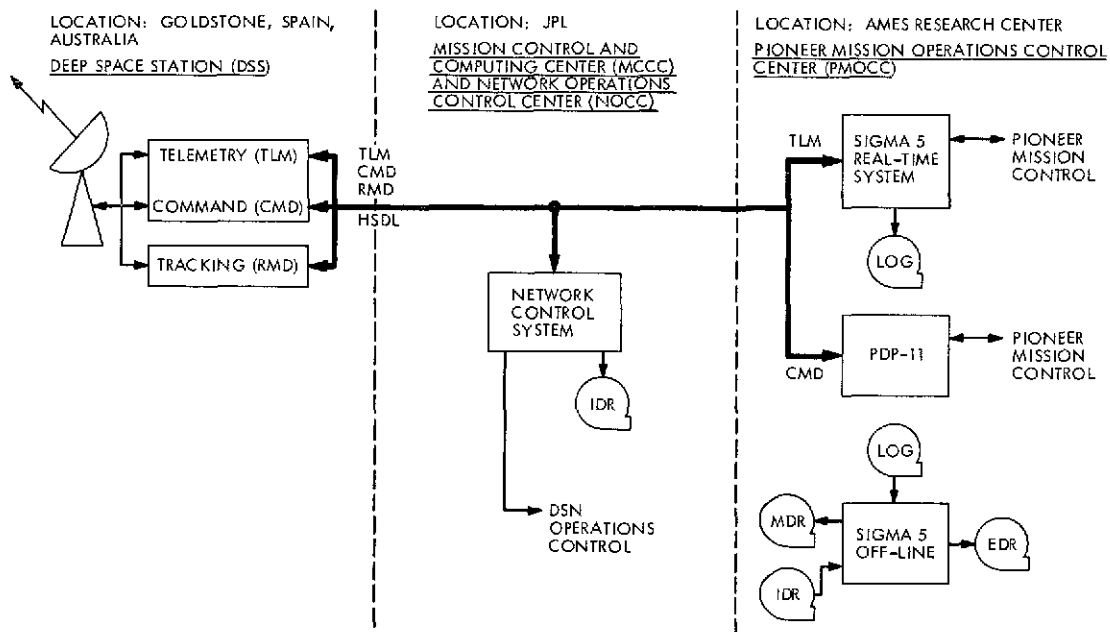 LOCATION: GOLDSTONE, SPAIN,
AUSTRALIA
DEEP SPACE STATION (DSS)
TELEMETRY (TLM)
COMMAND (CMD)
TRACKING (RMD)
TLM
CMD
RMD
HSDL
LOCATION: JPL
MISSION CONTROL AND
COMPUTING CENTER (MCCC)
AND NETWORK OPERATIONS
CONTROL CENTER (NOCC)
NETWORK
CONTROL
SYSTEM
IDR
DSN
OPERATIONS
CONTROL
LOCATION: AMES RESEARCH CENTER
PIONEER MISSION OPERATIONS CONTROL
CENTER (PMOCC)
TLM
SIGMA 5
REAL-TIME
SYSTEM
PIONEER
MISSION
CONTROL
LOG
CMD
PDP-11
PIONEER
MISSION
CONTROL
LOG
MDR
SIGMA 5
OFF-LINE
EDR
IDR